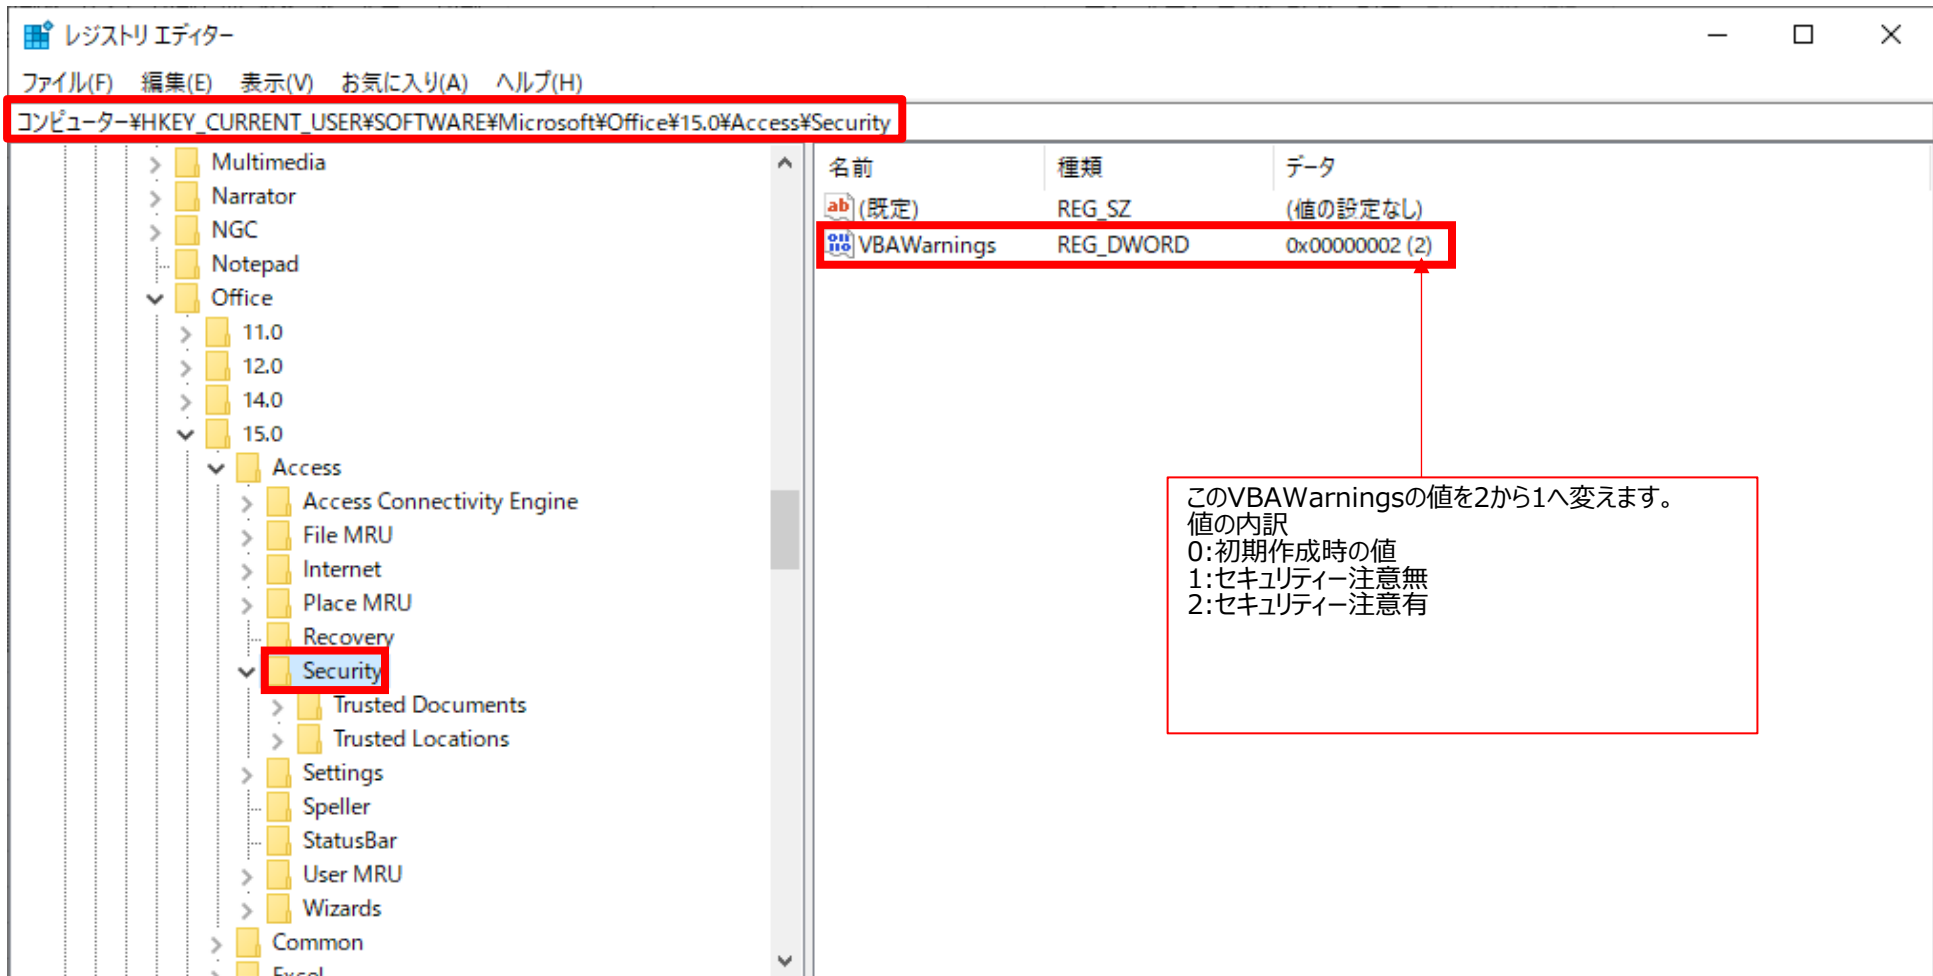 レジストリ エディター
ファイル(F) 編集(E) 表示(V) お気に入り(A) ヘルプ(H)
コンピューター¥HKEY_CURRENT_USER¥SOFTWARE¥Microsoft¥Office¥15.0¥Access¥Security
Multimedia
Narrator
NGC
Notepad
Office
11.0
12.0
14.0
15.0
Access
Access Connectivity Engine
File MRU
Internet
Place MRU
Recovery
Security
Trusted Documents
Trusted Locations
Settings
Speller
StatusBar
User MRU
Wizards
Common
Excel
名前 種類 データ
(既定) REG_SZ (値の設定なし)
VBAWarnings REG_DWORD 0x00000002 (2)
このVBAWarningsの値を2から1へ変えます。
値の内訳
0:初期作成時の値
1:セキュリティー注意無
2:セキュリティー注意有